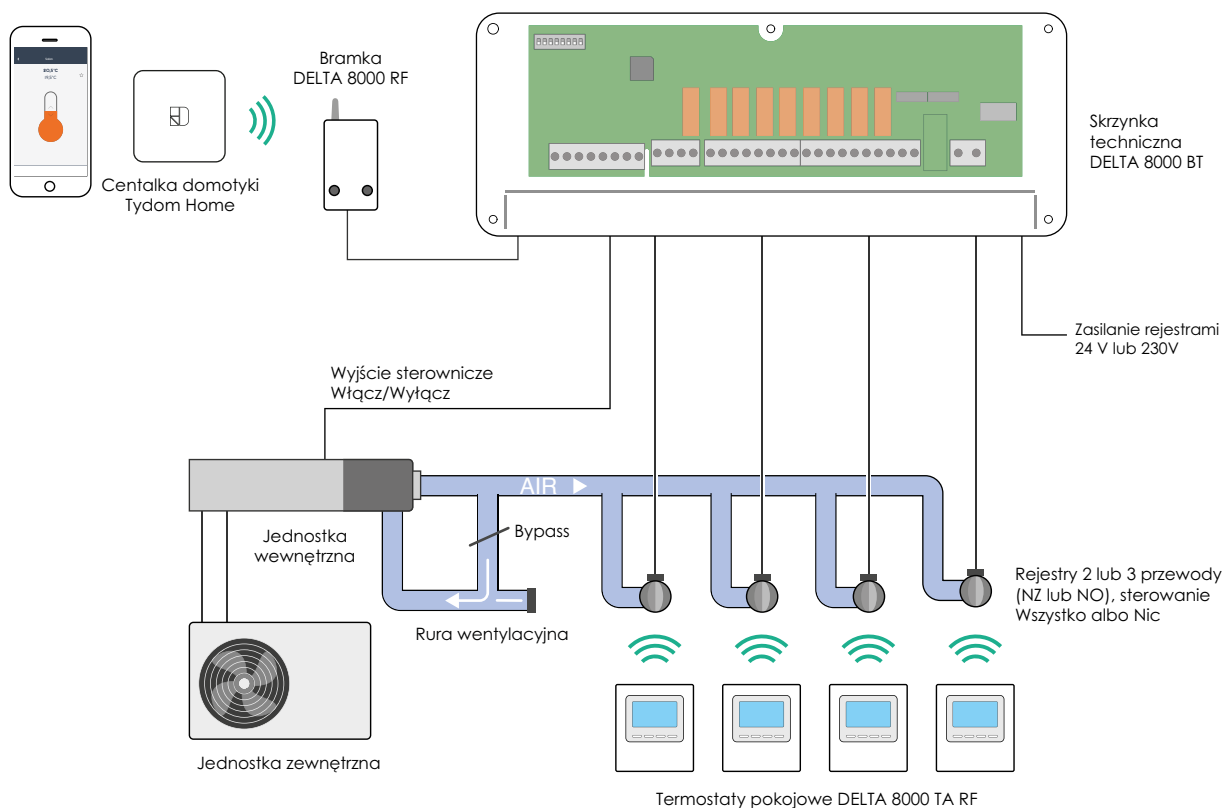 Bramka
DELTA 8000 RF
Centalka domotyki
Tydom Home
Skrzynka
techniczna
DELTA 8000 BT
Zasilanie rejestrami
24 V lub 230V
Wyjście sterownicze
Włącz/Wyłącz
AIR
Bypass
Jednostka
wewnętrzna
Rura wentylacyjna
Rejestry 2 lub 3 przewody
(NZ lub NO), sterowanie
Wszystko albo Nic
Jednostka zewnętrzna
Termostaty pokojowe DELTA 8000 TA RF